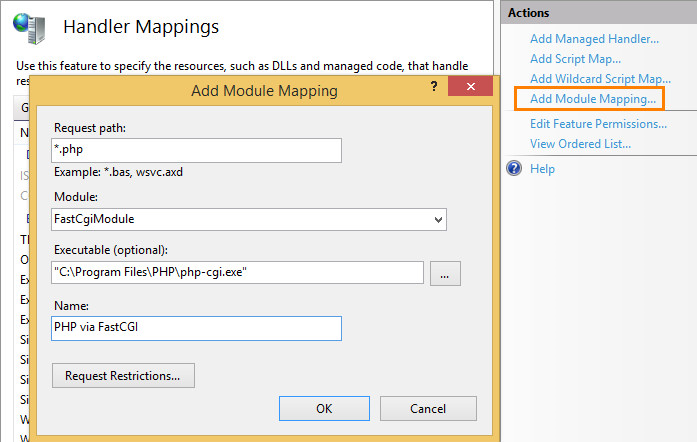 Handler Mappings
Use this feature to specify the resources, such as DLLs and managed code, that handle
Add Module Mapping
?
Request path:
*.php
Example: *.bas, wsvc.axd
Module:
FastCgiModule
Executable (optional):
"C:\Program Files\PHP\php-cgi.exe"
...
Name:
PHP via FastCGI
Request Restrictions...
OK
Cancel
Actions
Add Managed Handler...
Add Script Map...
Add Wildcard Script Map...
Add Module Mapping...
Edit Feature Permissions...
View Ordered List...
Help